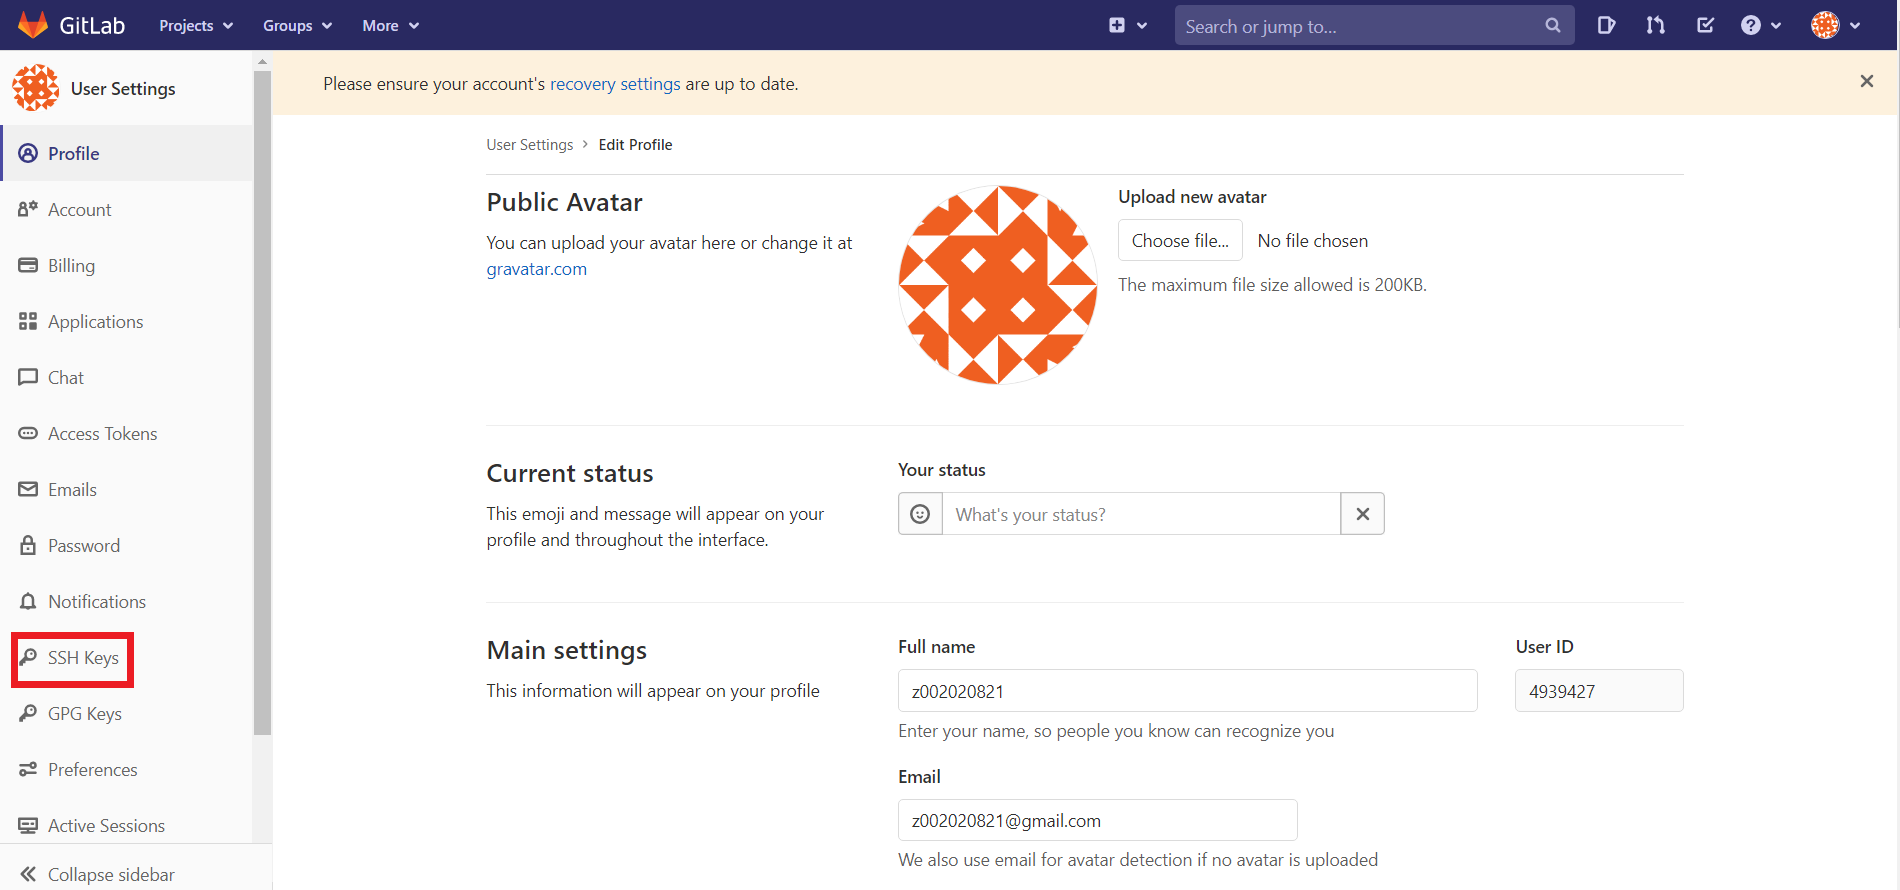 GitLab
Projects
Groups
More
Search or jump to...
User Settings
Profile
Account
Billing
Applications
Chat
Access Tokens
Emails
Password
Notifications
SSH Keys
GPG Keys
Preferences
Active Sessions
Collapse sidebar
Please ensure your account's recovery settings are up to date.
User Settings > Edit Profile
Public Avatar
You can upload your avatar here or change it at
gravatar.com
Upload new avatar
Choose file... No file chosen
The maximum file size allowed is 200KB.
Current status
This emoji and message will appear on your
profile and throughout the interface.
Your status
What's your status?
Main settings
This information will appear on your profile
Full name
z002020821
Enter your name, so people you know can recognize you
User ID
4939427
Email
z002020821@gmail.com
We also use email for avatar detection if no avatar is uploaded